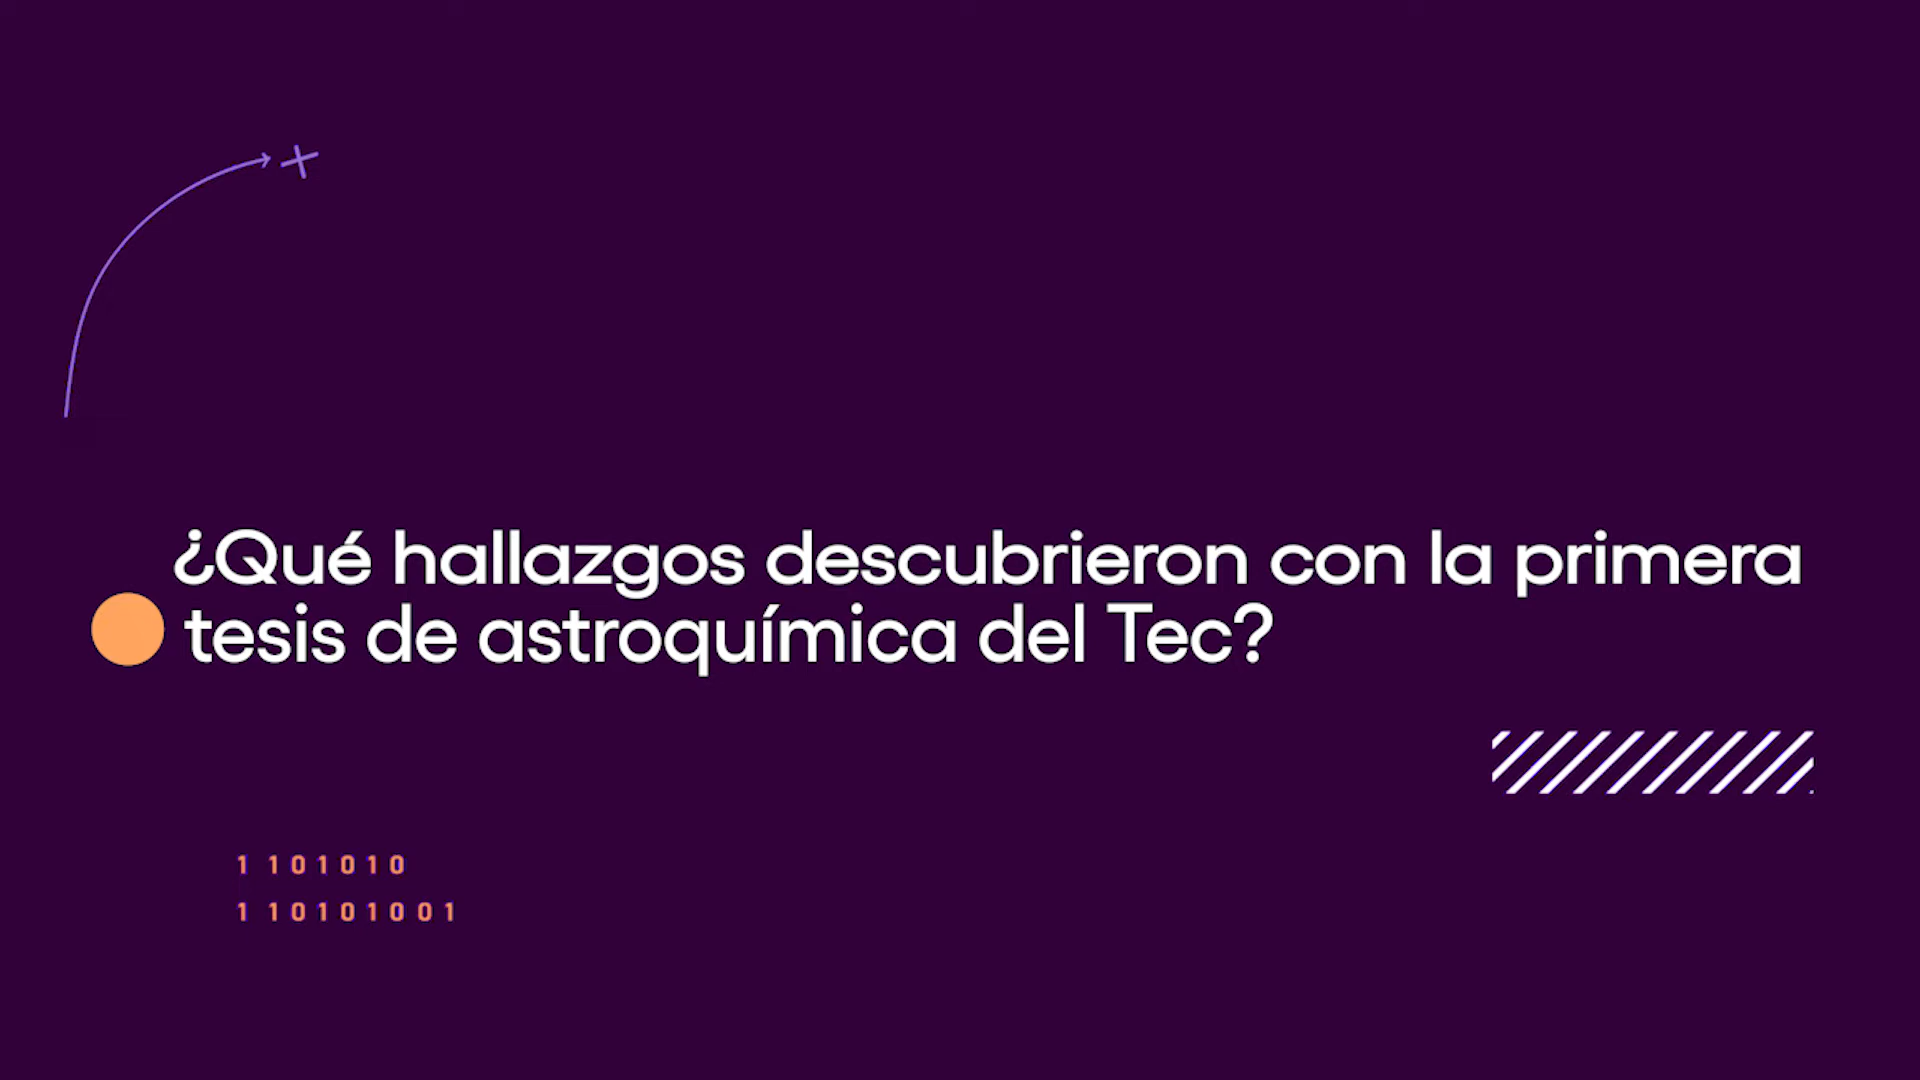 ¿Qué hallazgos descubrieron con la primera
tesis de astroquímica del Tec?
1 101010
1 10101001